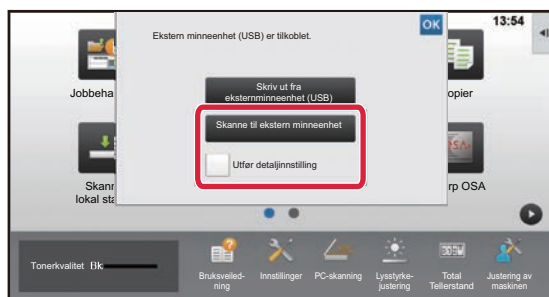 13:54
Ekstern minneenhet (USB) er tilkoblet.
OK
Skriv ut fra
eksternminneenhet (USB)
Skanne til ekstern minneenhet
Utfør detaljinnstilling
Jobbeha
opier
Skanr
lokal sta
rp OSA
Tonerkvalitet Bk
Bruksveiled-
ning
Innstillinger
PC-skanning
Lysstyrke-
justering
Total
Tellerstand
Justering av
maskinen